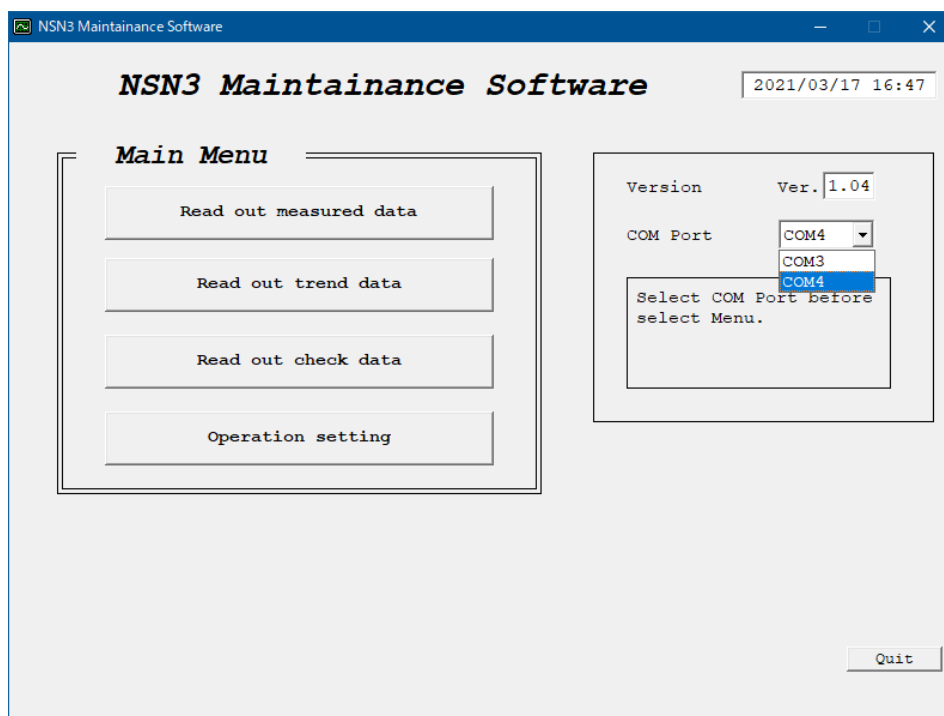 NSN3 Maintainance Software
NSN3 Maintainance Software
2021/03/17 16:47
Main Menu
Read out measured data
Read out trend data
Read out check data
Operation setting
Version Ver. 1.04
COM Port COM4
COM3
COM4
Select COM Port before
select Menu.
Quit